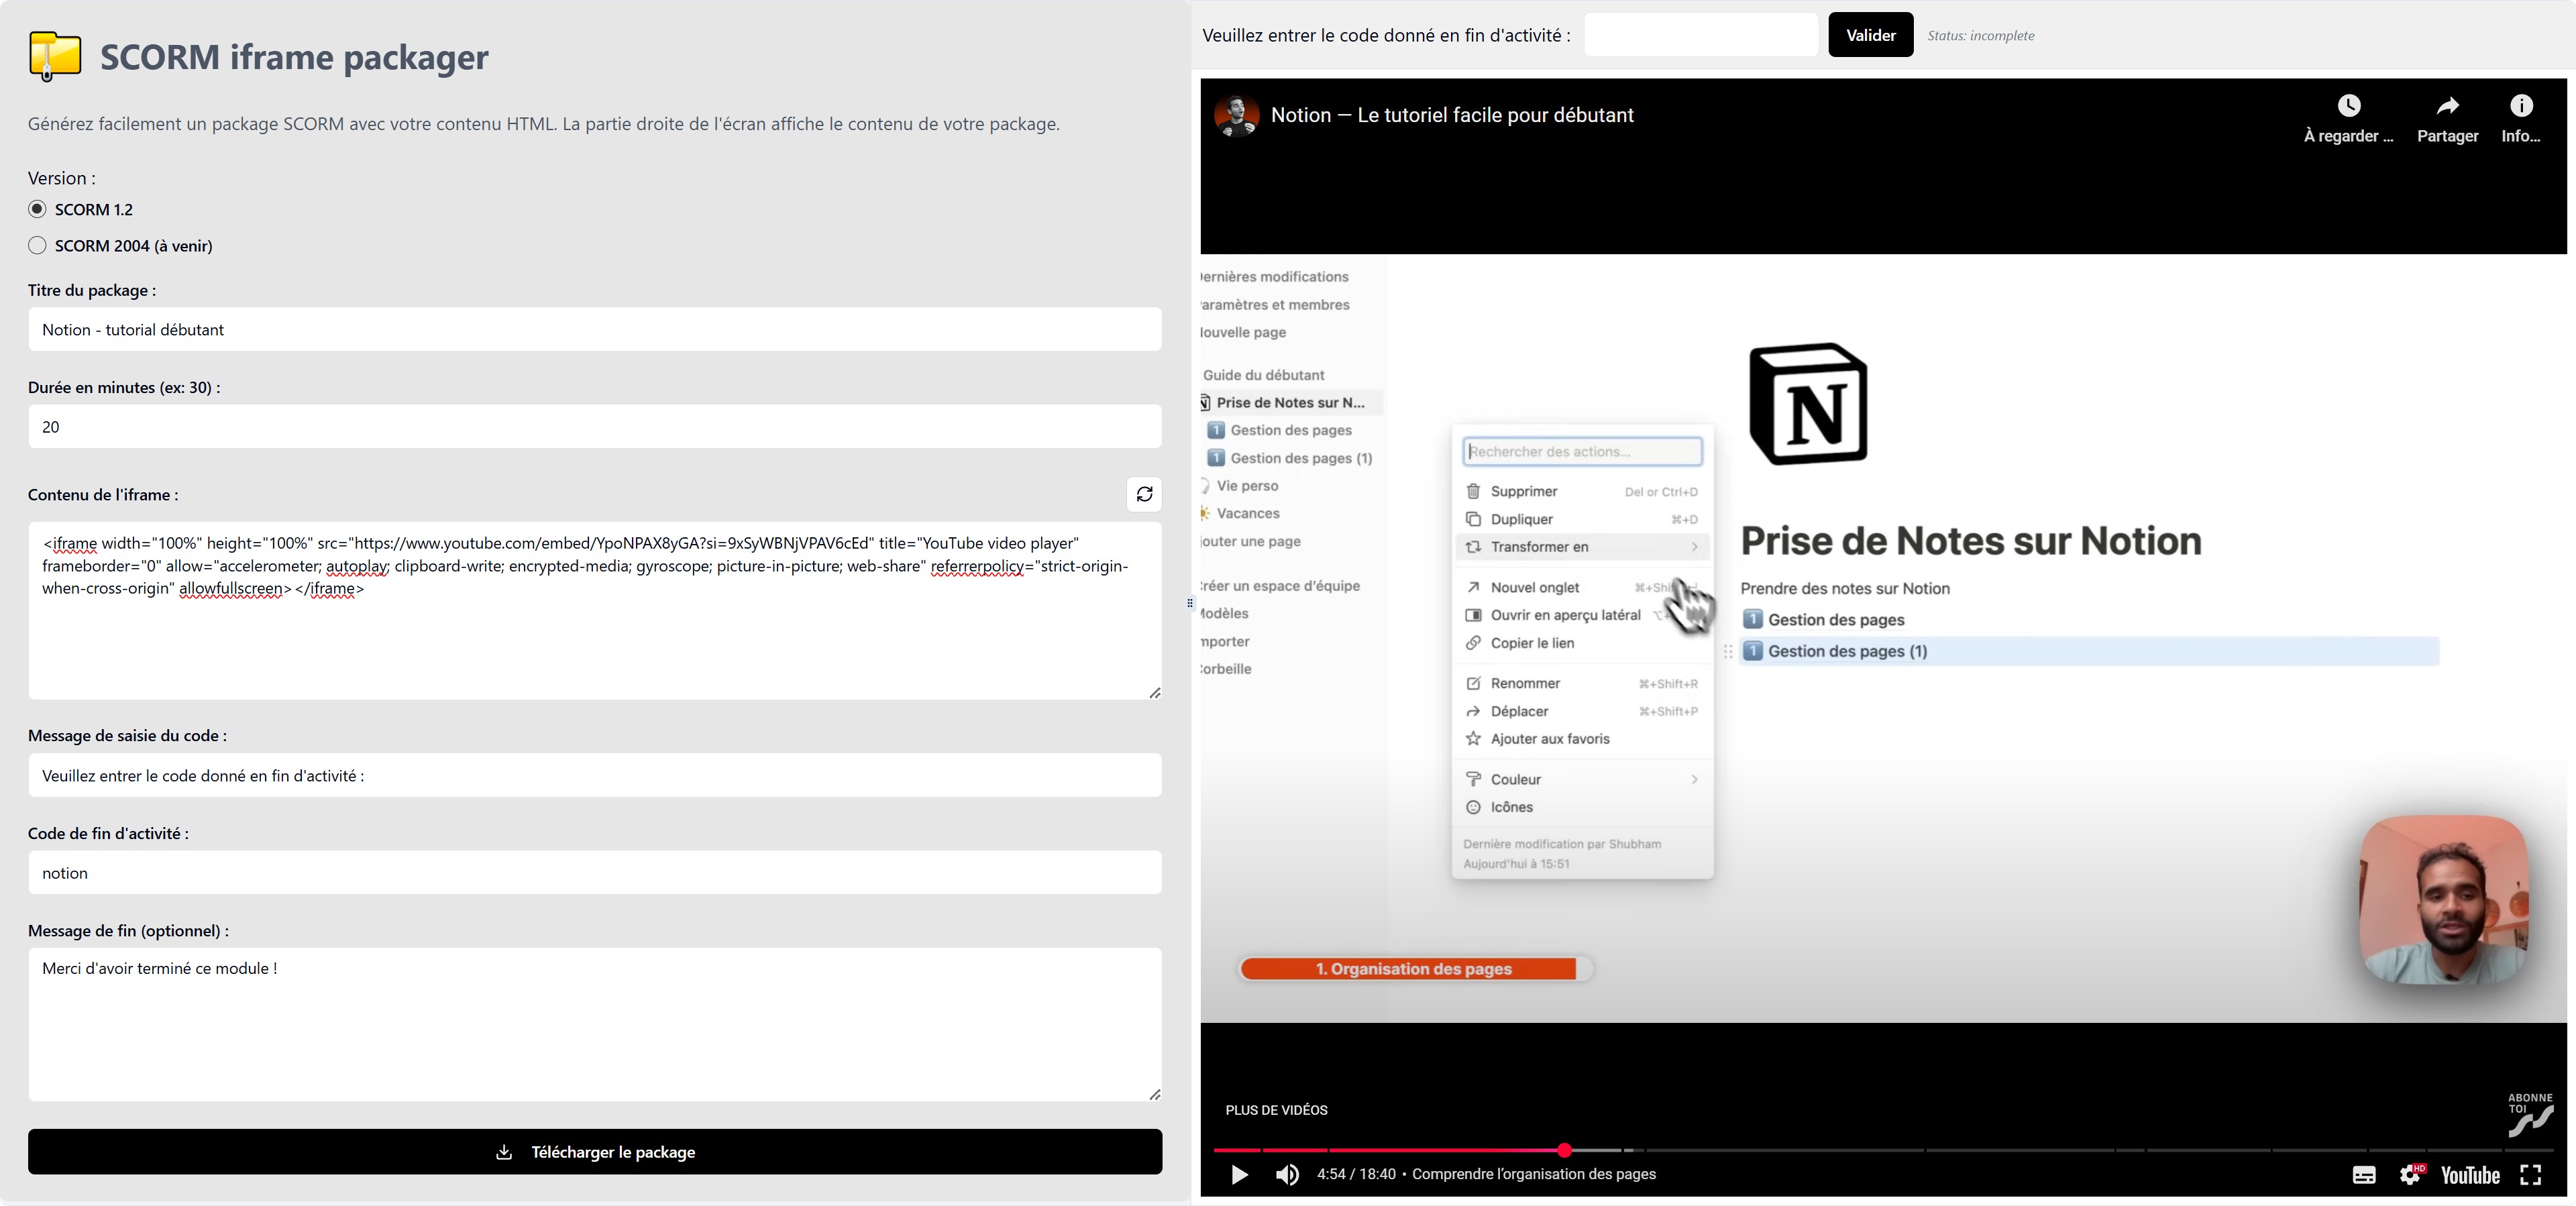 SCORM iframe packager
Générez facilement un package SCORM avec votre contenu HTML. La partie droite de l'écran affiche le contenu de votre package.
Version :
SCORM 1.2
SCORM 2004 (à venir)
Titre du package :
Notion - tutorial débutant
Durée en minutes (ex: 30) :
20
Contenu de l'iframe :
<iframe width="100%" height="100%" src="https://www.youtube.com/embed/YpoNPAX8yGA?si=9xSyWBNjVPAV6cEd" title="YouTube video player"
frameborder="0" allow="accelerometer; autoplay; clipboard-write; encrypted-media; gyroscope; picture-in-picture; web-share" referrerpolicy="strict-origin-
when-cross-origin" allowfullscreen></iframe>
Message de saisie du code :
Veuillez entrer le code donné en fin d'activité :
Code de fin d'activité :
notion
Message de fin (optionnel) :
Merci d'avoir terminé ce module !
Télécharger le package
Veuillez entrer le code donné en fin d'activité :
Valider
Status: incomplete
Notion — Le tutoriel facile pour débutant
À regarder ...
Partager
Info...
ernières modifications
aramètres et membres
ouvelle page
Guide du débutant
Prise de Notes sur N...
1 Gestion des pages
1 Gestion des pages (1)
Vie perso
Vacances
jouter une page
réer un espace d'équipe
Modèles
mporter
orbeille
Rechercher des actions...
Supprimer Del or Ctrl+D
Dupliquer ⌘+D
Transformer en
Nouvel onglet ⌘+Shi
Ouvrir en aperçu latéral
Copier le lien
Renommer ⌘+Shift+R
Déplacer ⌘+Shift+P
Ajouter aux favoris
Couleur
Icônes
Dernière modification par Shubham
Aujourd'hui à 15:51
N
Prise de Notes sur Notion
Prendre des notes sur Notion
1 Gestion des pages
1 Gestion des pages (1)
1. Organisation des pages
PLUS DE VIDÉOS
ABONNE
TOI
4:54 / 18:40 • Comprendre l'organisation des pages
HD
YouTube